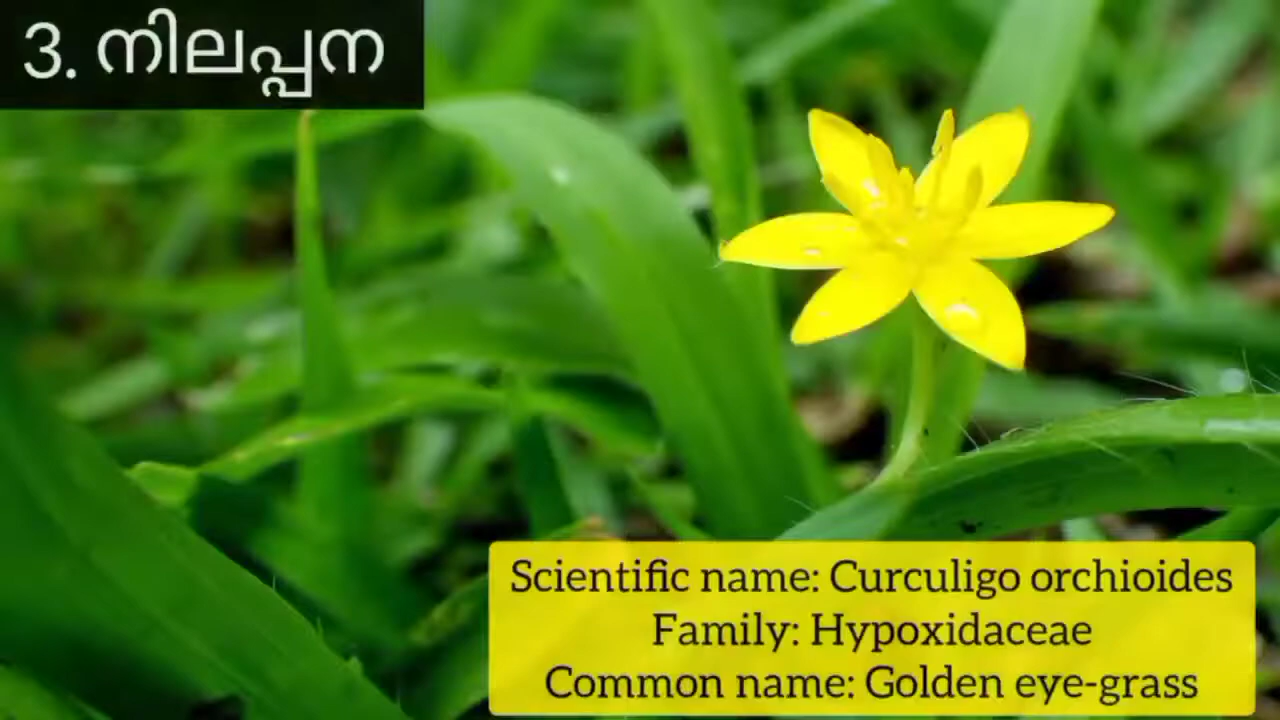 3. നിലപ്പന
Scientific name: Curculigo orchioides
Family: Hypoxidaceae
Common name: Golden eye-grass